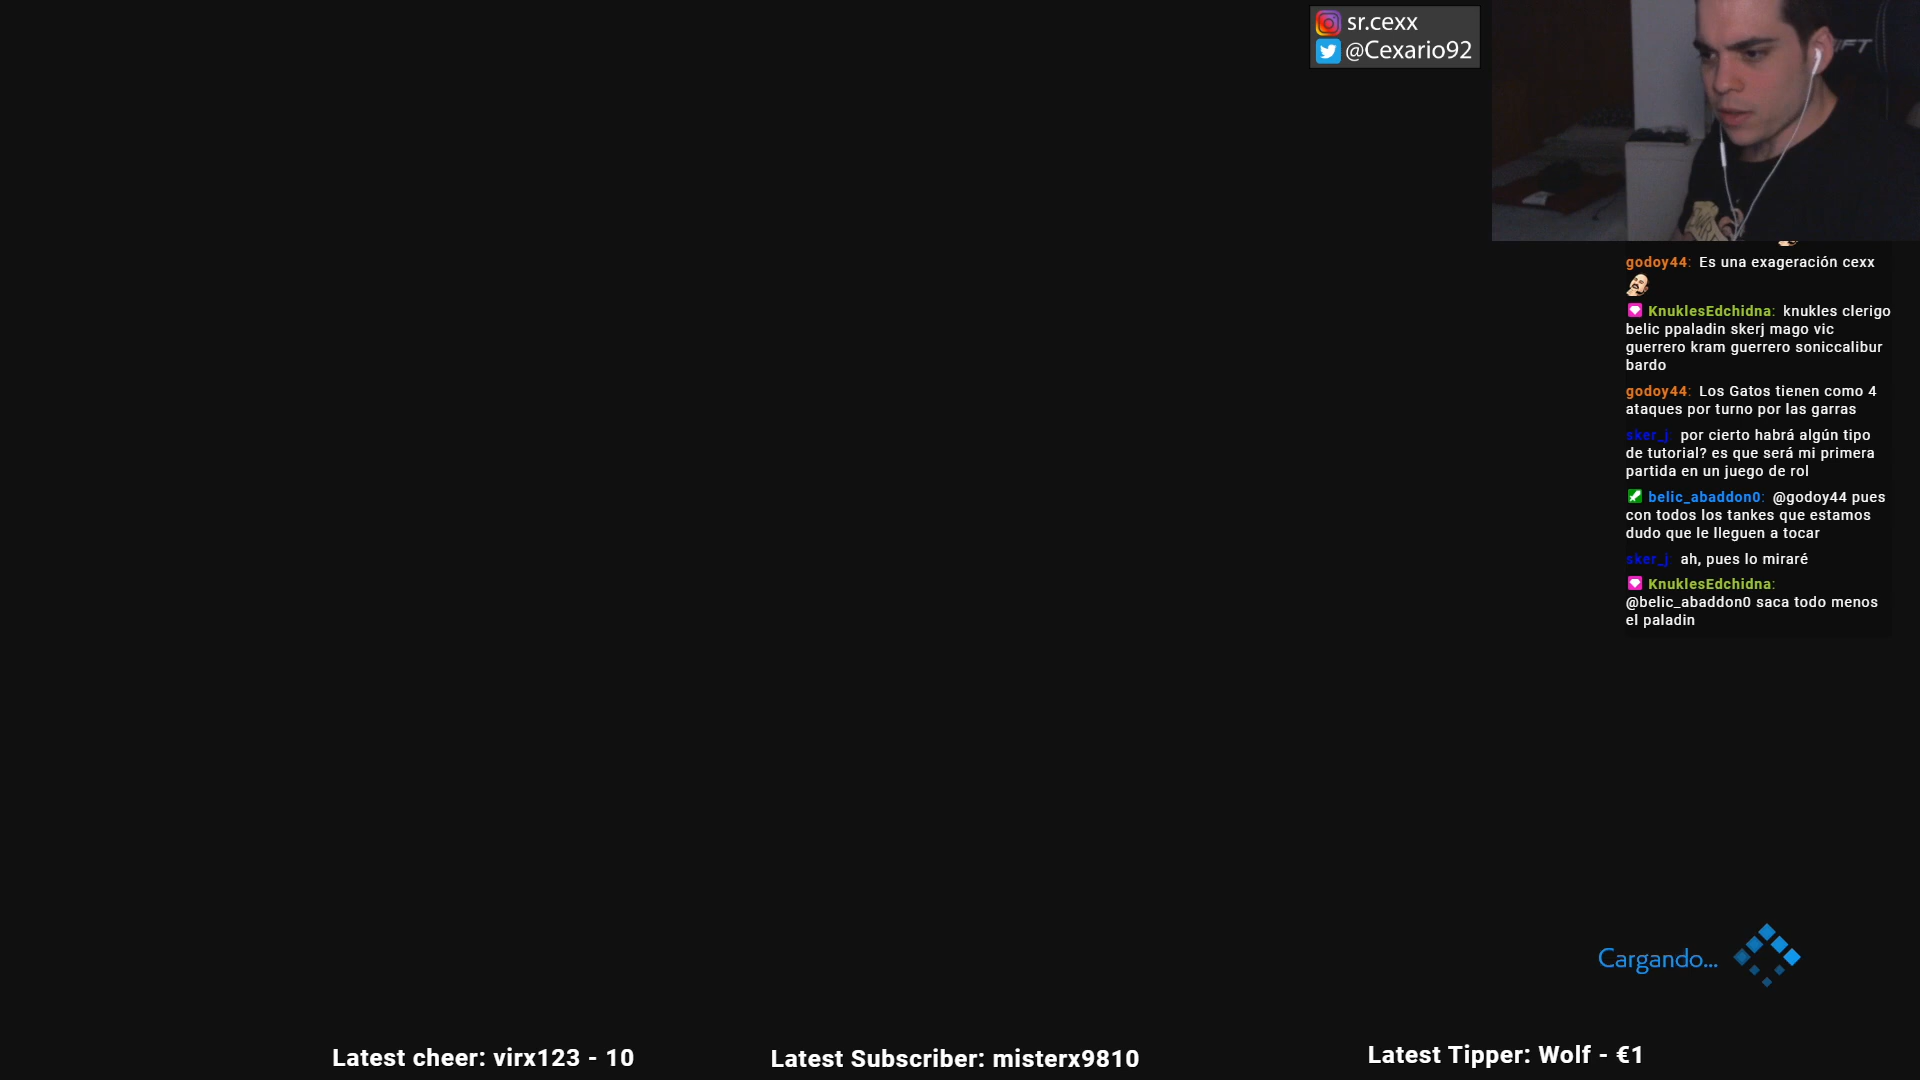 sr.cexx
@Cexario92
godoy44: Es una exageración cexx
KnuklesEdchidna: knukles clerigo
belic ppaladin skerj mago vic
guerrero kram guerrero soniccalibur
bardo
godoy44: Los Gatos tienen como 4
ataques por turno por las garras
sker_j: por cierto habrá algún tipo
de tutorial? es que será mi primera
partida en un juego de rol
belic_abaddon0: @godoy44 pues
con todos los tankes que estamos
dudo que le lleguen a tocar
sker_j: ah, pues lo miraré
KnuklesEdchidna:
@belic_abaddon0 saca todo menos
el paladin
Cargando...
Latest cheer: virx123 - 10
Latest Subscriber: misterx9810
Latest Tipper: Wolf - €1